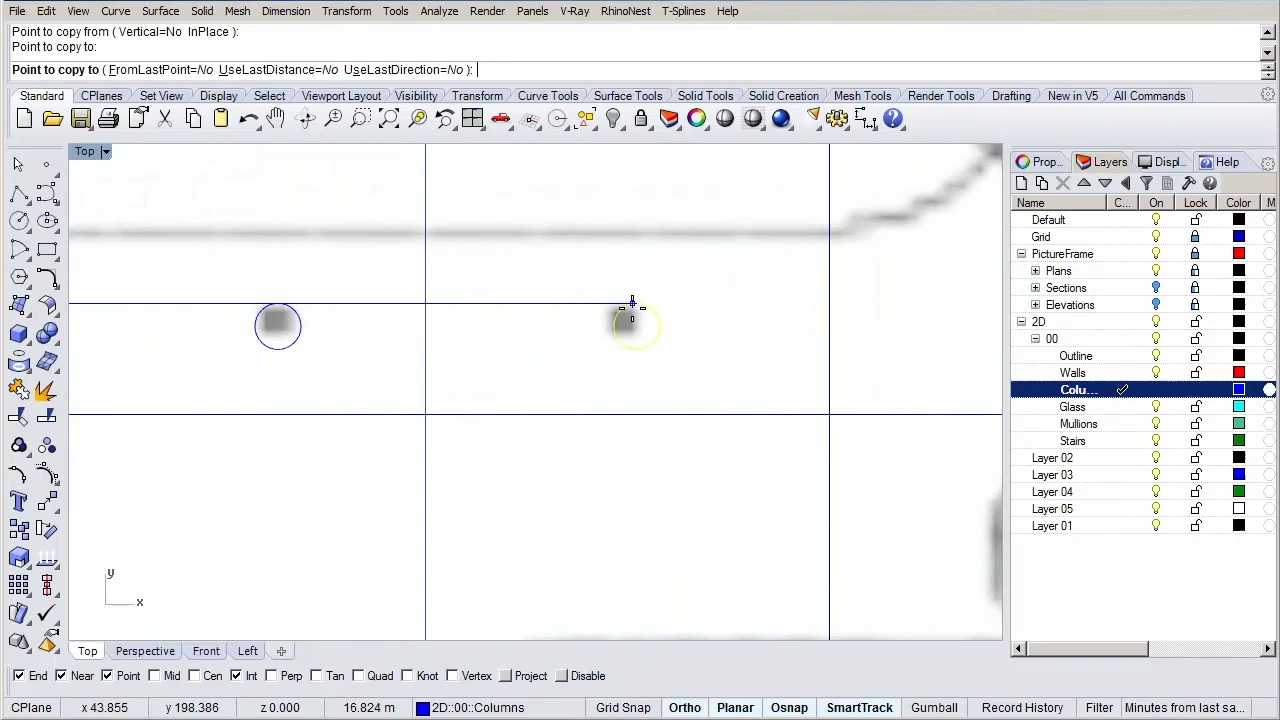 File Edit View Curve Surface Solid Mesh Dimension Transform Tools Analyze Render Panels V-Ray RhinoNest T-Splines Help
Point to copy from ( Vertical=No InPlace ):
Point to copy to:
Point to copy to ( FromLastPoint=No UseLastDistance=No UseLastDirection=No ):
Standard CPlanes Set View Display Select Viewport Layout Visibility Transform Curve Tools Surface Tools Solid Tools Solid Creation Mesh Tools Render Tools Drafting New in V5 All Commands
Top
Prop... Layers Displ... Help
Name C... On Lock Color M
Default
Grid
PictureFrame
Plans
Sections
Elevations
2D
00
Outline
Walls
Colu...
Glass
Mullions
Stairs
Layer 02
Layer 03
Layer 04
Layer 05
Layer 01
y
x
Top Perspective Front Left
End Near Point Mid Cen Int Perp Tan Quad Knot Vertex Project Disable
CPlane x 43.855 y 198.386 z 0.000 16.824 m 2D::00::Columns Grid Snap Ortho Planar Osnap SmartTrack Gumball Record History Filter Minutes from last sa...